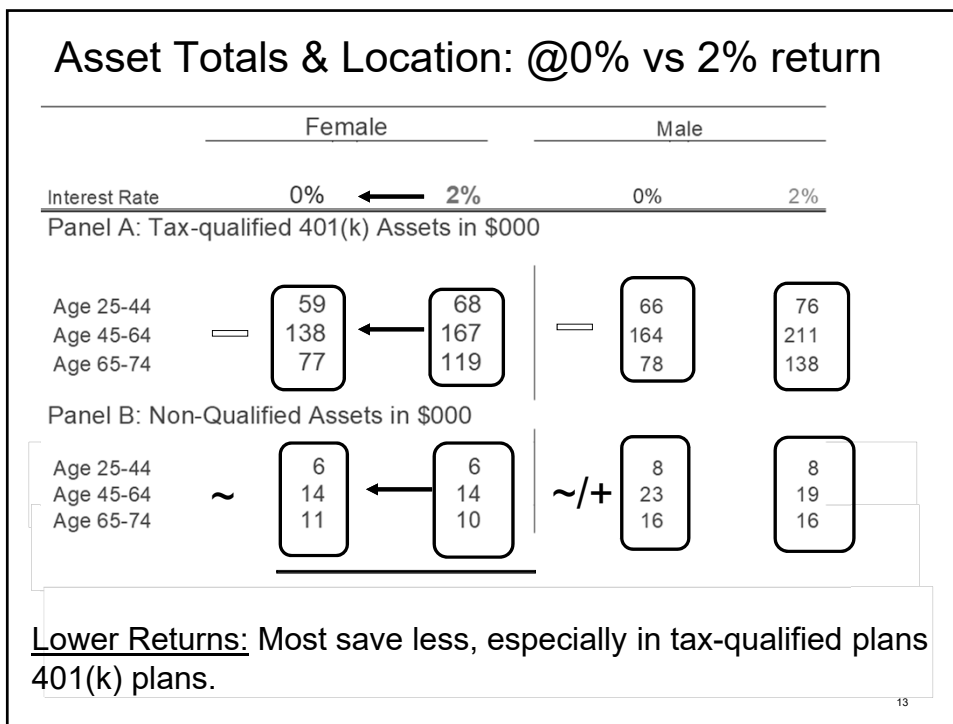 Asset Totals & Location: @0% vs 2% return
Female Male
Interest Rate 0% 2% 0% 2%
Panel A: Tax-qualified 401(k) Assets in $000
Age 25-44 59 68 66 76
Age 45-64 138 167 164 211
Age 65-74 77 119 78 138
Panel B: Non-Qualified Assets in $000
Age 25-44 6 6 8 8
Age 45-64 ~ 14 14 ~/+ 23 19
Age 65-74 11 10 16 16
Lower Returns: Most save less, especially in tax-qualified plans
401(k) plans.
13